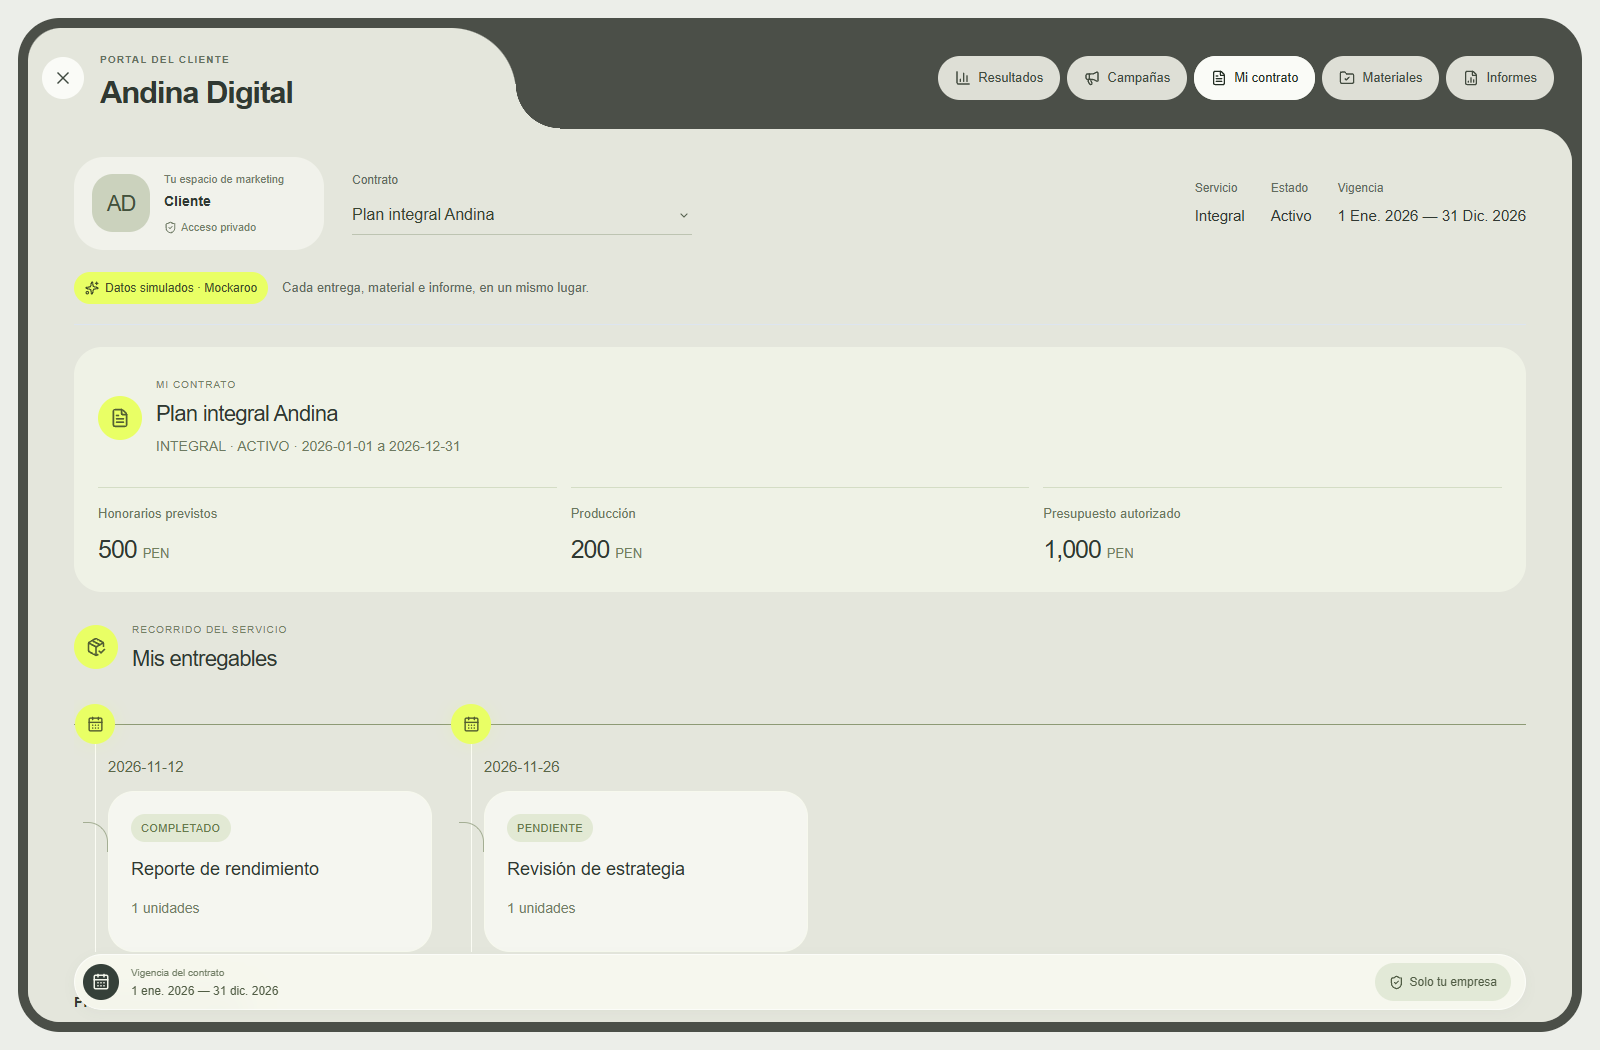 PORTAL DEL CLIENTE
Andina Digital
Resultados
Campañas
Mi contrato
Materiales
Informes
AD
Tu espacio de marketing
Cliente
Acceso privado
Contrato
Plan integral Andina
Servicio
Integral
Estado
Activo
Vigencia
1 Ene. 2026 — 31 Dic. 2026
Datos simulados · Mockaroo
Cada entrega, material e informe, en un mismo lugar.
MI CONTRATO
Plan integral Andina
INTEGRAL · ACTIVO · 2026-01-01 a 2026-12-31
Honorarios previstos
500 PEN
Producción
200 PEN
Presupuesto autorizado
1,000 PEN
RECORRIDO DEL SERVICIO
Mis entregables
2026-11-12
COMPLETADO
Reporte de rendimiento
1 unidades
2026-11-26
PENDIENTE
Revisión de estrategia
1 unidades
Vigencia del contrato
1 ene. 2026 — 31 dic. 2026
Solo tu empresa